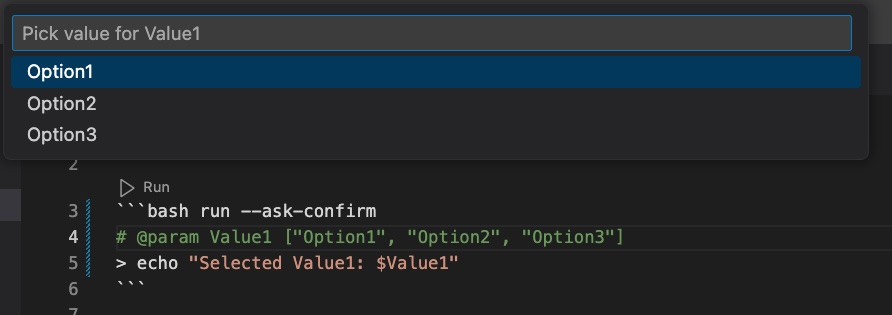 Pick value for Value1
Option1
Option2
Option3
2
Run
3 ```bash run --ask-confirm
4 # @param Value1 ["Option1", "Option2", "Option3"]
5 > echo "Selected Value1: $Value1"
6 ```
7